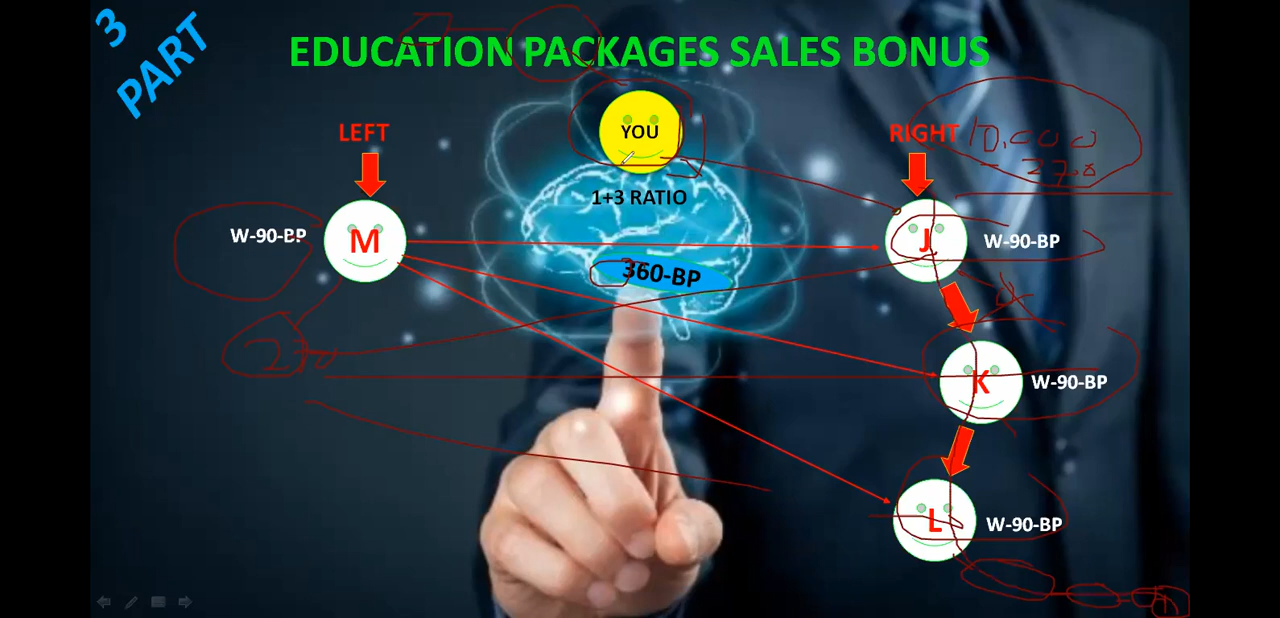 3
PART
EDUCATION PACKAGES SALES BONUS
LEFT
YOU
RIGHT
10,000
1+3 RATIO
W-90-BP
M
J
W-90-BP
360-BP
K
W-90-BP
L
W-90-BP